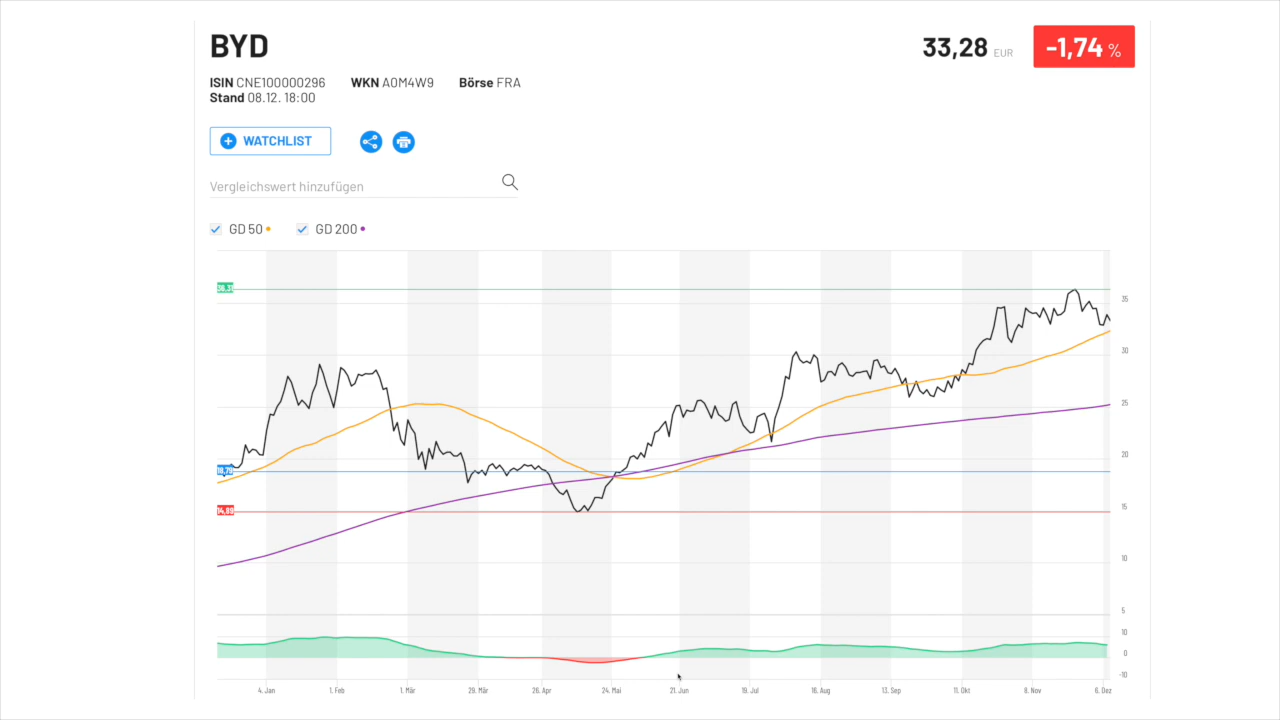 BYD
33,28 EUR
-1,74 %
ISIN CNE100000296 WKN A0M4W9 Börse FRA
Stand 08.12. 18:00
WATCHLIST
Vergleichswert hinzufügen
GD 50 GD 200
35
30
25
20
15
10
5
10
0
-10
4. Jan 1. Feb 1. Mär 29. Mär 26. Apr 24. Mai 21. Jun 19. Jul 16. Aug 13. Sep 11. Okt 8. Nov 6. Dez